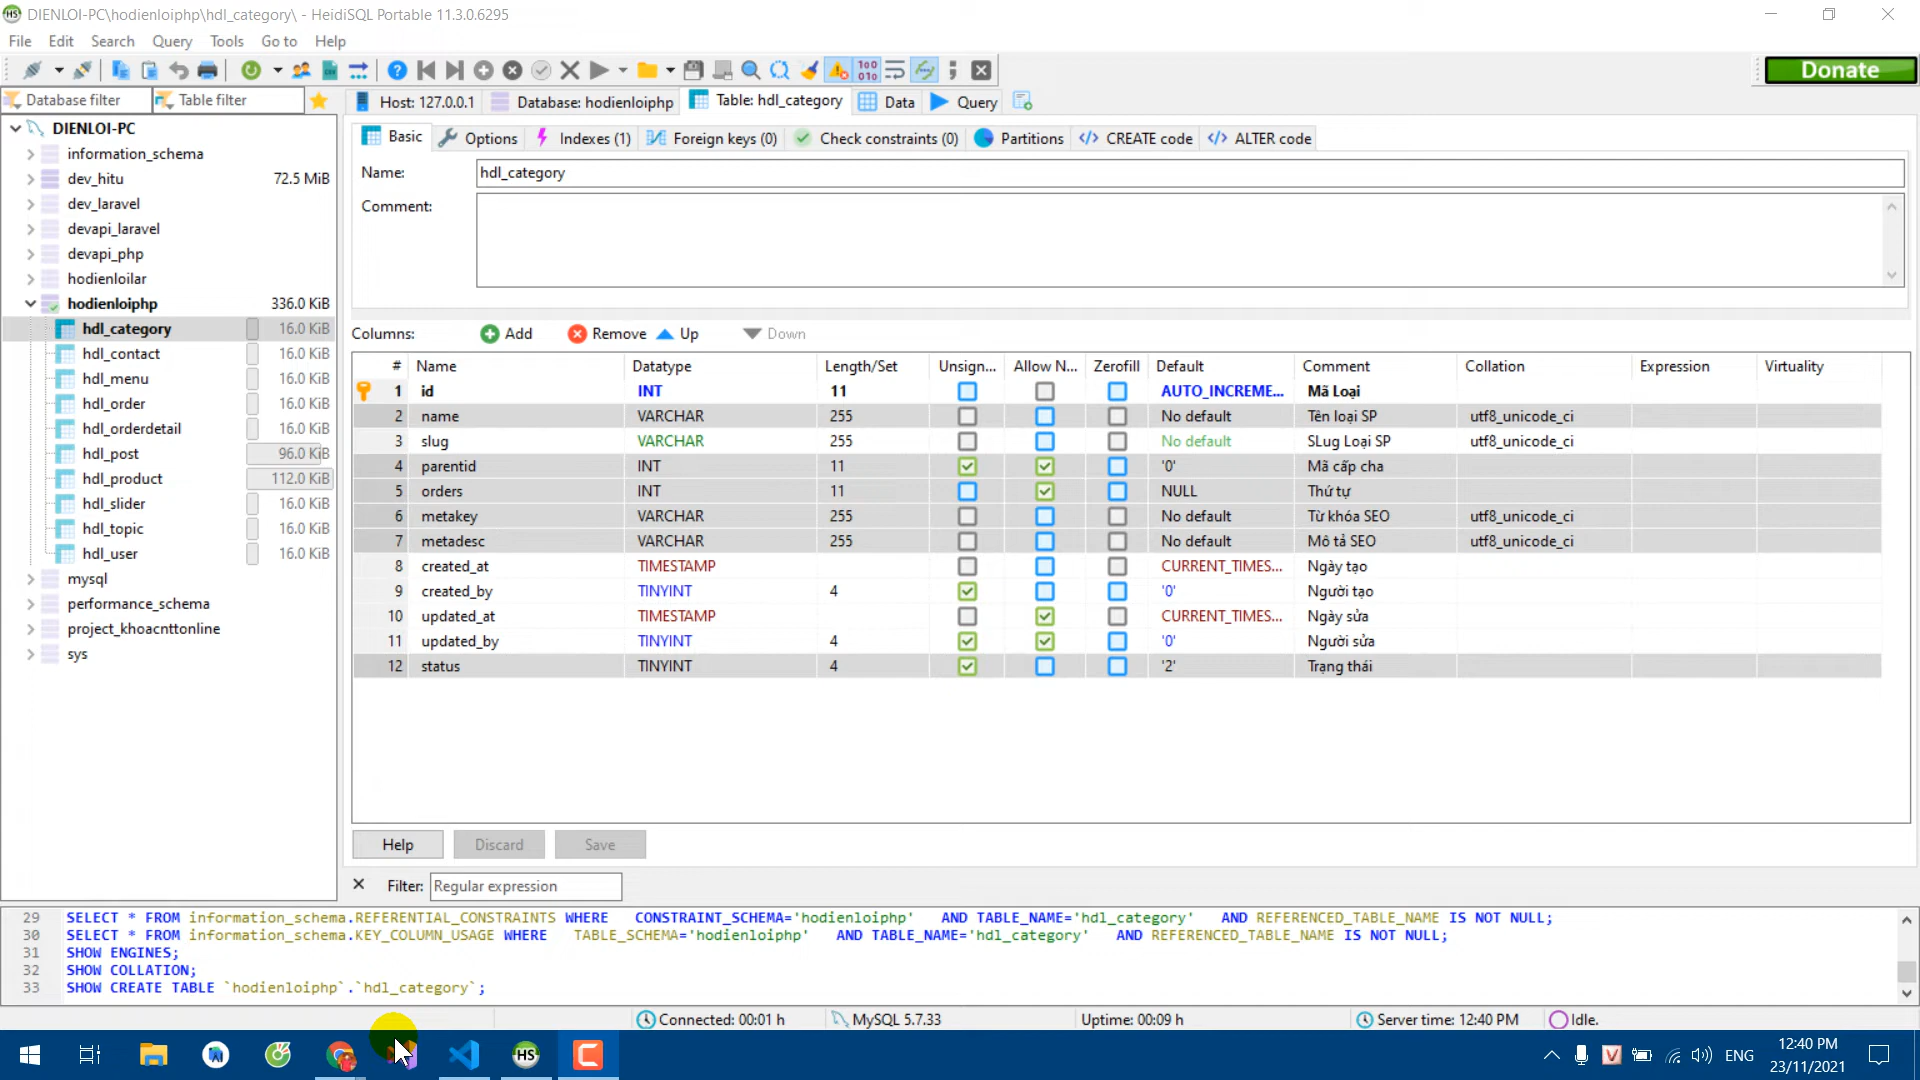 DIENLOI-PC\hodienloiphp\hdl_category\ - HeidiSQL Portable 11.3.0.6295
File Edit Search Query Tools Go to Help
Donate
Database filter Table filter Host: 127.0.0.1 Database: hodienloiphp Table: hdl_category Data Query
DIENLOI-PC
information_schema
dev_hitu 72.5 MiB
dev_laravel
devapi_laravel
devapi_php
hodienloilar
hodienloiphp 336.0 KiB
hdl_category 16.0 KiB
hdl_contact 16.0 KiB
hdl_menu 16.0 KiB
hdl_order 16.0 KiB
hdl_orderdetail 16.0 KiB
hdl_post 96.0 KiB
hdl_product 112.0 KiB
hdl_slider 16.0 KiB
hdl_topic 16.0 KiB
hdl_user 16.0 KiB
mysql
performance_schema
project_khoacnttonline
sys
Basic Options Indexes (1) Foreign keys (0) Check constraints (0) Partitions CREATE code ALTER code
Name: hdl_category
Comment:
Columns: Add Remove Up Down
# Name Datatype Length/Set Unsign... Allow N... Zerofill Default Comment Collation Expression Virtuality
1 id INT 11 AUTO_INCREME... Mã Loại
2 name VARCHAR 255 No default Tên loại SP utf8_unicode_ci
3 slug VARCHAR 255 No default SLug Loại SP utf8_unicode_ci
4 parentid INT 11 '0' Mã cấp cha
5 orders INT 11 NULL Thứ tự
6 metakey VARCHAR 255 No default Từ khóa SEO utf8_unicode_ci
7 metadesc VARCHAR 255 No default Mô tả SEO utf8_unicode_ci
8 created_at TIMESTAMP CURRENT_TIMES... Ngày tạo
9 created_by TINYINT 4 '0' Người tạo
10 updated_at TIMESTAMP CURRENT_TIMES... Ngày sửa
11 updated_by TINYINT 4 '0' Người sửa
12 status TINYINT 4 '2' Trạng thái
Help Discard Save
Filter: Regular expression
29 SELECT * FROM information_schema.REFERENTIAL_CONSTRAINTS WHERE CONSTRAINT_SCHEMA='hodienloiphp' AND TABLE_NAME='hdl_category' AND REFERENCED_TABLE_NAME IS NOT NULL;
30 SELECT * FROM information_schema.KEY_COLUMN_USAGE WHERE TABLE_SCHEMA='hodienloiphp' AND TABLE_NAME='hdl_category' AND REFERENCED_TABLE_NAME IS NOT NULL;
31 SHOW ENGINES;
32 SHOW COLLATION;
33 SHOW CREATE TABLE `hodienloiphp`.`hdl_category`;
Connected: 00:01 h MySQL 5.7.33 Uptime: 00:09 h Server time: 12:40 PM Idle.
HS ENG 12:40 PM
23/11/2021